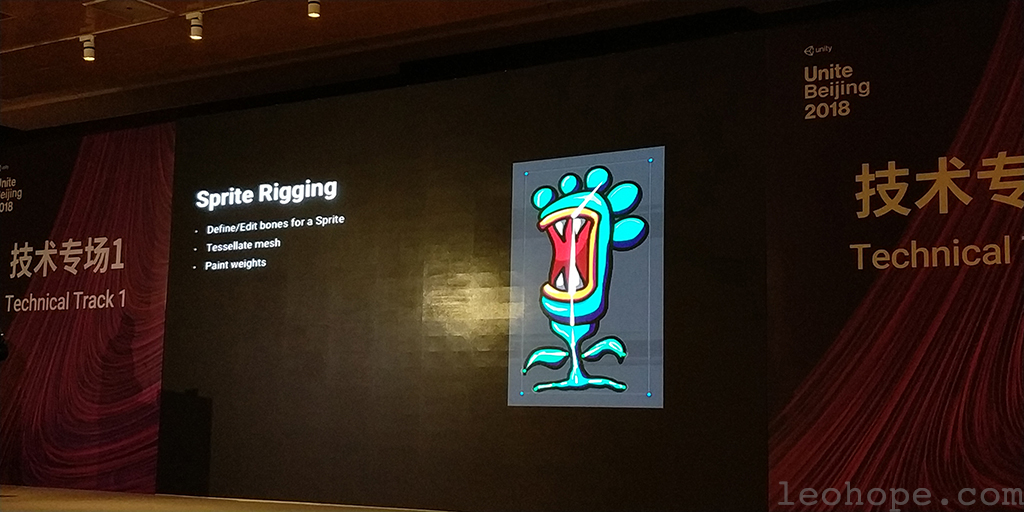 unity
Unite
Beijing
2018
技术专场1
Technical Track 1
Sprite Rigging
• Define/Edit bones for a Sprite
• Tessellate mesh
• Paint weights
unity
Unite
Beijing
2018
技术专
Technical
leohope.com